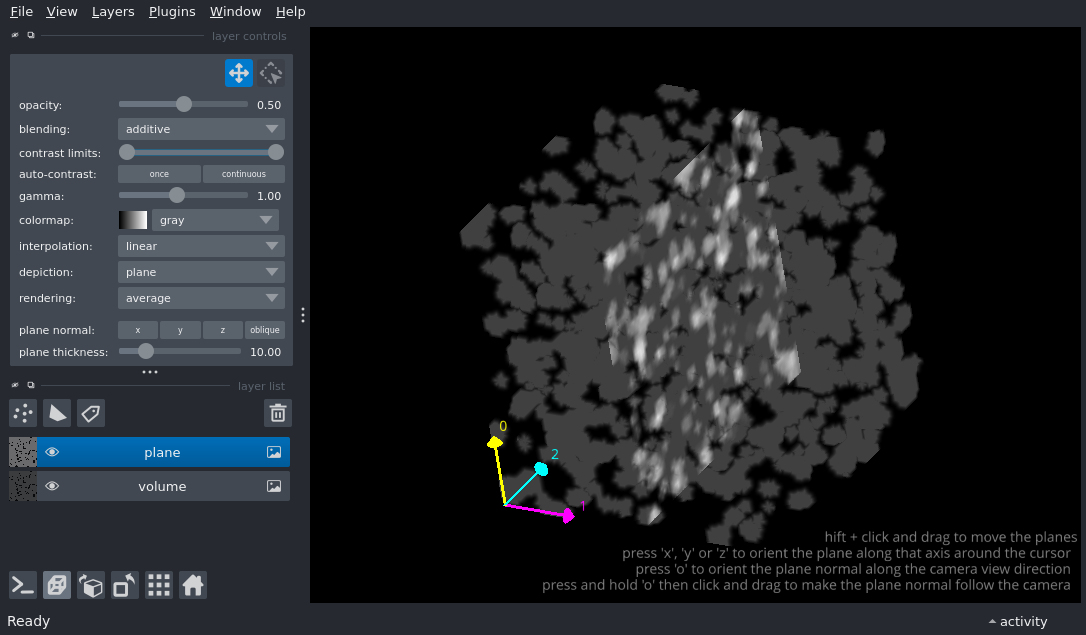 File View Layers Plugins Window Help
layer controls
opacity: 0.50
blending: additive
contrast limits:
auto-contrast: once continuous
gamma: 1.00
colormap: gray
interpolation: linear
depiction: plane
rendering: average
plane normal: x y z oblique
plane thickness: 10.00
layer list
plane
volume
0
2
1
hift + click and drag to move the planes
press 'x', 'y' or 'z' to orient the plane along that axis around the cursor
press 'o' to orient the plane normal along the camera view direction
press and hold 'o' then click and drag to make the plane normal follow the camera
Ready
activity